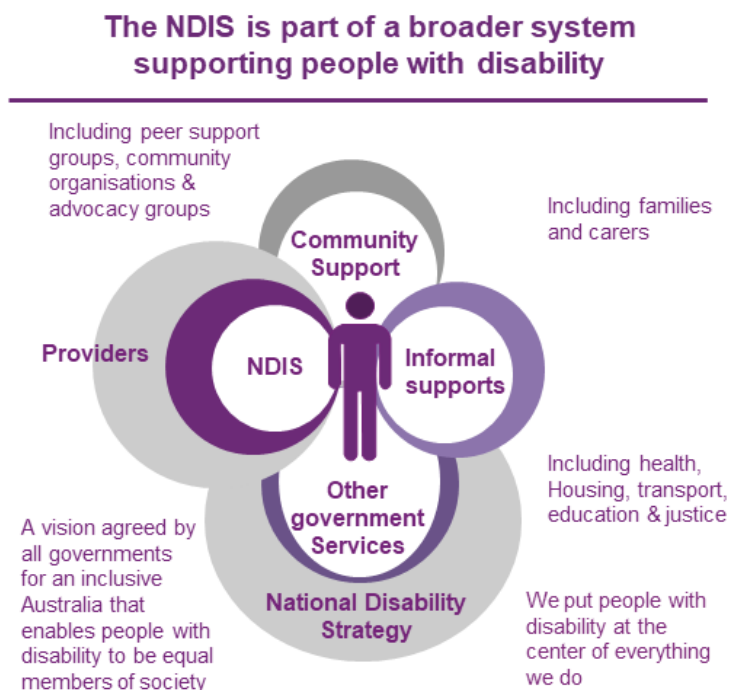 The NDIS is part of a broader system
supporting people with disability
Including peer support
groups, community
organisations &
advocacy groups
Including families
and carers
Community
Support
Providers
NDIS
Informal
supports
Including health,
Housing, transport,
education & justice
Other
government
Services
A vision agreed by
all governments
for an inclusive
Australia that
enables people with
disability to be equal
members of society
National Disability
Strategy
We put people with
disability at the
center of everything
we do